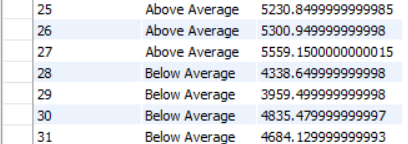 25 Above Average 5230.8499999999985
26 Above Average 5300.949999999998
27 Above Average 5559.1500000000015
28 Below Average 4338.649999999998
29 Below Average 3959.499999999998
30 Below Average 4835.479999999997
31 Below Average 4684.129999999993